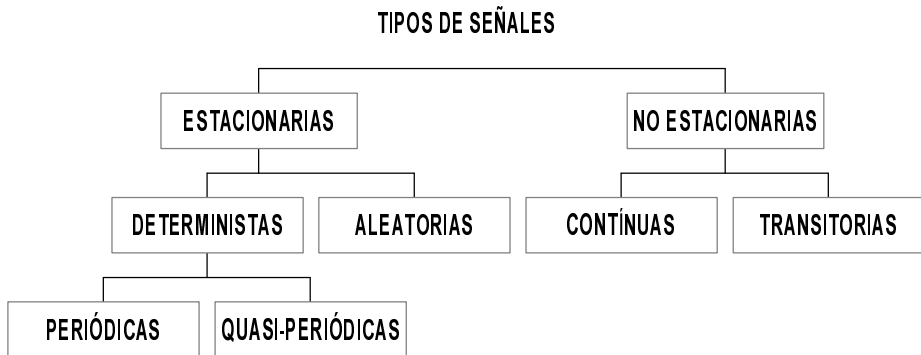 TIPOS DE SEÑALES
ESTACIONARIAS
NO ESTACIONARIAS
DETERMINISTAS
ALEATORIAS
CONTÍNUAS
TRANSITORIAS
PERIÓDICAS
QUASI-PERIÓDICAS